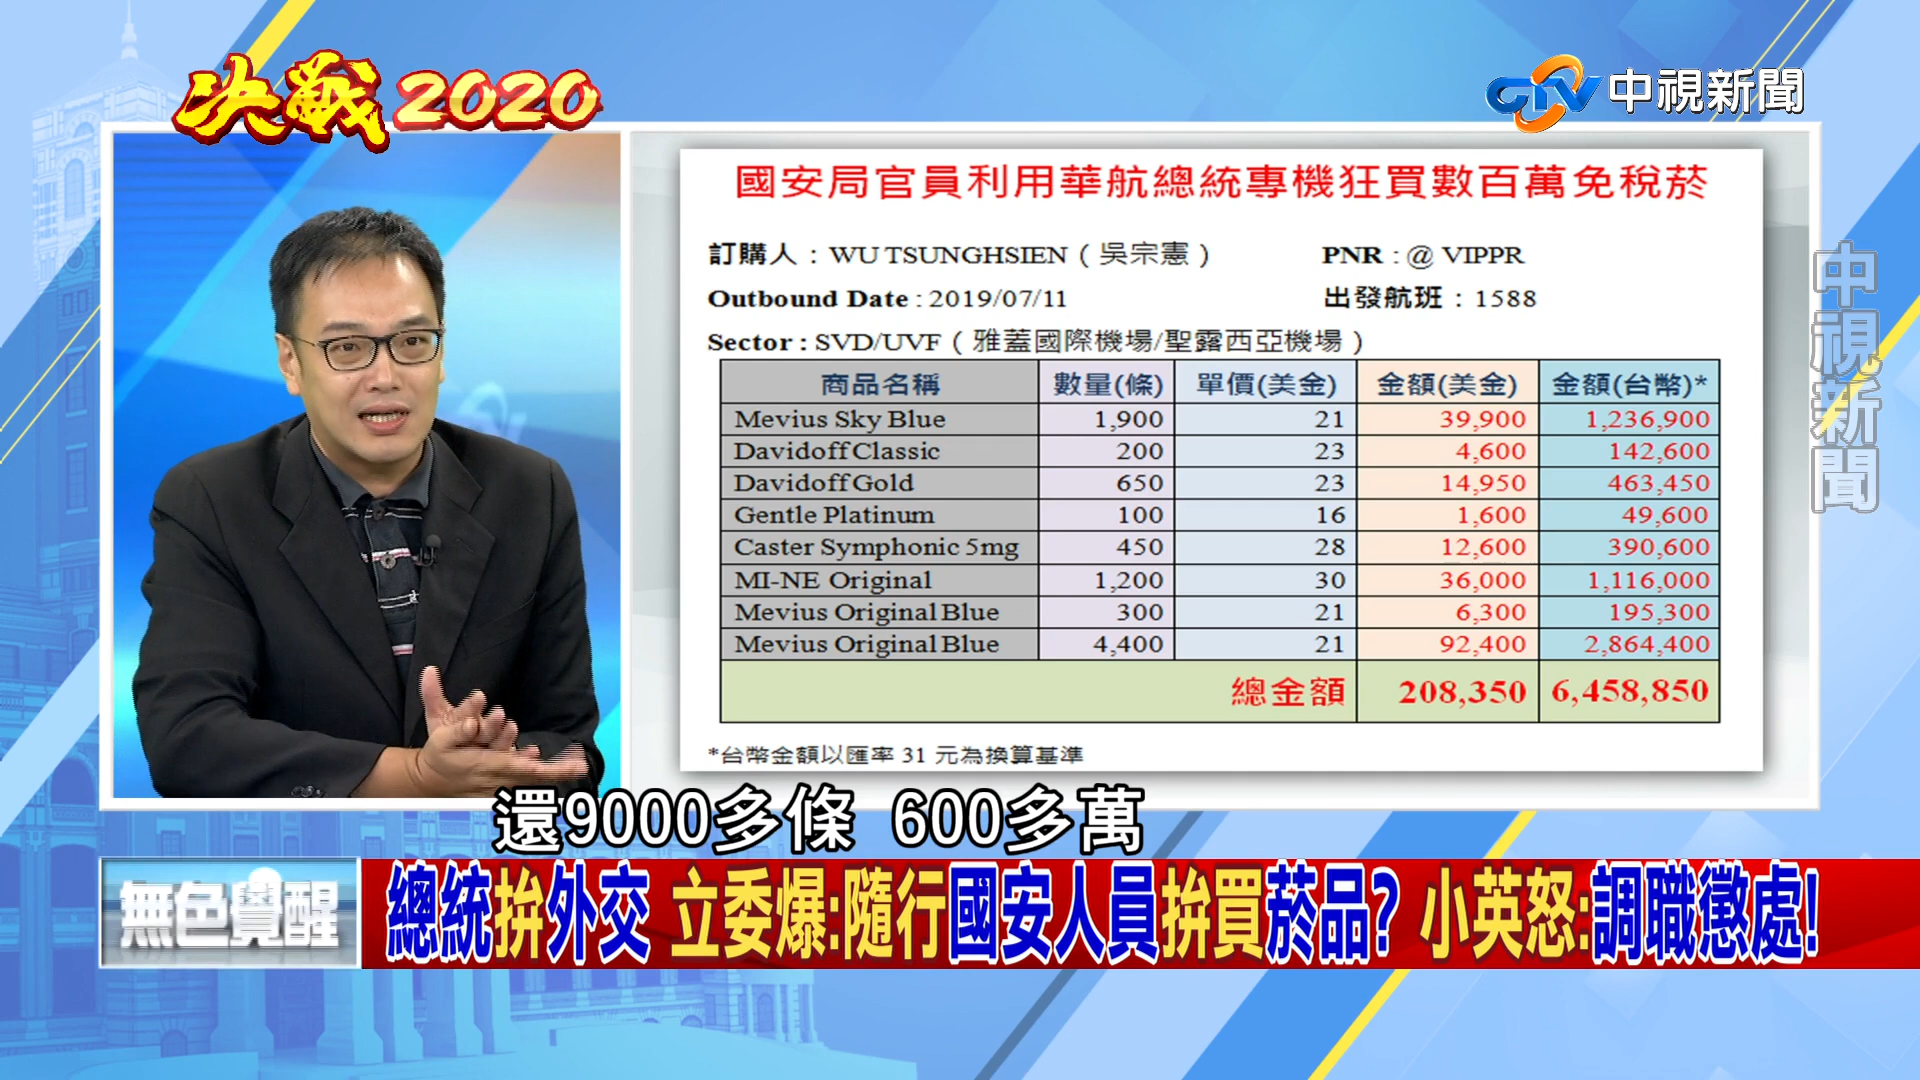 決戰2020
CTV 中視新聞
國安局官員利用華航總統專機狂買數百萬免稅菸
訂購人：WU TSUNGHSIEN（吳宗憲） PNR : @ VIPPR
Outbound Date : 2019/07/11 出發航班：1588
Sector : SVD/UVF（雅蓋國際機場/聖露西亞機場）
商品名稱 數量(條) 單價(美金) 金額(美金) 金額(台幣)*
Mevius Sky Blue 1,900 21 39,900 1,236,900
Davidoff Classic 200 23 4,600 142,600
Davidoff Gold 650 23 14,950 463,450
Gentle Platinum 100 16 1,600 49,600
Caster Symphonic 5mg 450 28 12,600 390,600
MI-NE Original 1,200 30 36,000 1,116,000
Mevius Original Blue 300 21 6,300 195,300
Mevius Original Blue 4,400 21 92,400 2,864,400
總金額 208,350 6,458,850
*台幣金額以匯率 31 元為換算基準
中視新聞
還9000多條 600多萬
無色覺醒
總統拚外交 立委爆:隨行國安人員拚買菸品? 小英怒:調職懲處!